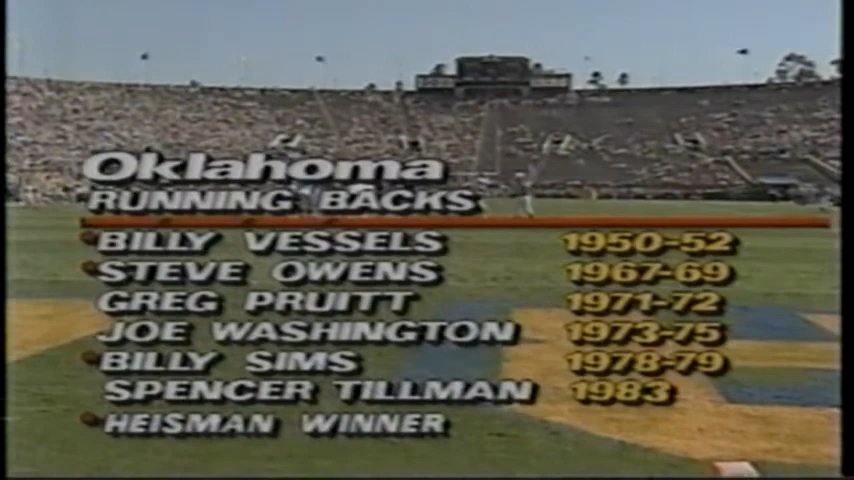 Oklahoma
RUNNING BACKS
BILLY VESSELS 1950-52
STEVE OWENS 1967-69
GREG PRUITT 1971-72
JOE WASHINGTON 1973-75
BILLY SIMS 1978-79
SPENCER TILLMAN 1983
HEISMAN WINNER